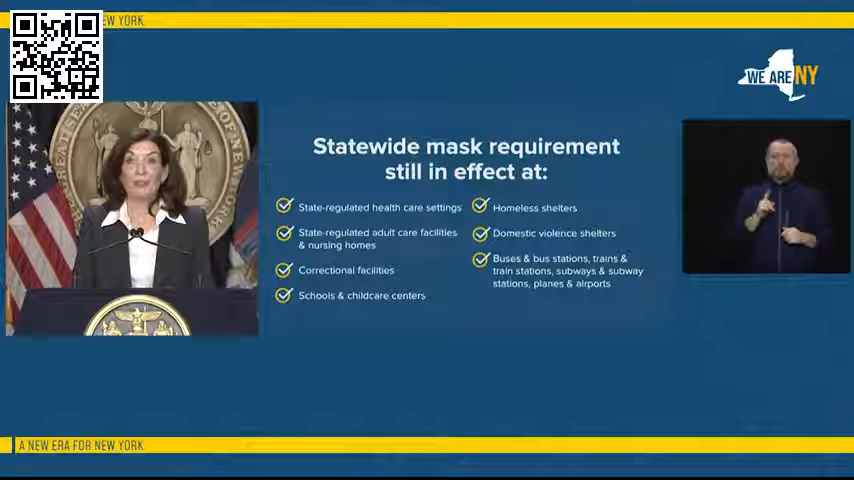 EW YORK
WE ARE NY
Statewide mask requirement
still in effect at:
State-regulated health care settings
State-regulated adult care facilities
& nursing homes
Correctional facilities
Schools & childcare centers
Homeless shelters
Domestic violence shelters
Buses & bus stations, trains &
train stations, subways & subway
stations, planes & airports
A NEW ERA FOR NEW YORK